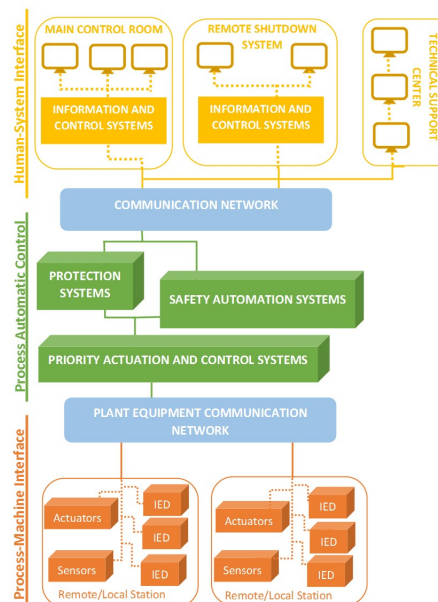 Human-System Interface
MAIN CONTROL ROOM
INFORMATION AND
CONTROL SYSTEMS
REMOTE SHUTDOWN
SYSTEM
INFORMATION AND
CONTROL SYSTEMS
TECHNICAL SUPPORT
CENTER
COMMUNICATION NETWORK
Process Automatic Control
PROTECTION
SYSTEMS
SAFETY AUTOMATION SYSTEMS
PRIORITY ACTUATION AND CONTROL SYSTEMS
PLANT EQUIPMENT COMMUNICATION
NETWORK
Process-Machine Interface
IED
Actuators
IED
Sensors
IED
Remote/Local Station
IED
Actuators
IED
Sensors
IED
Remote/Local Station